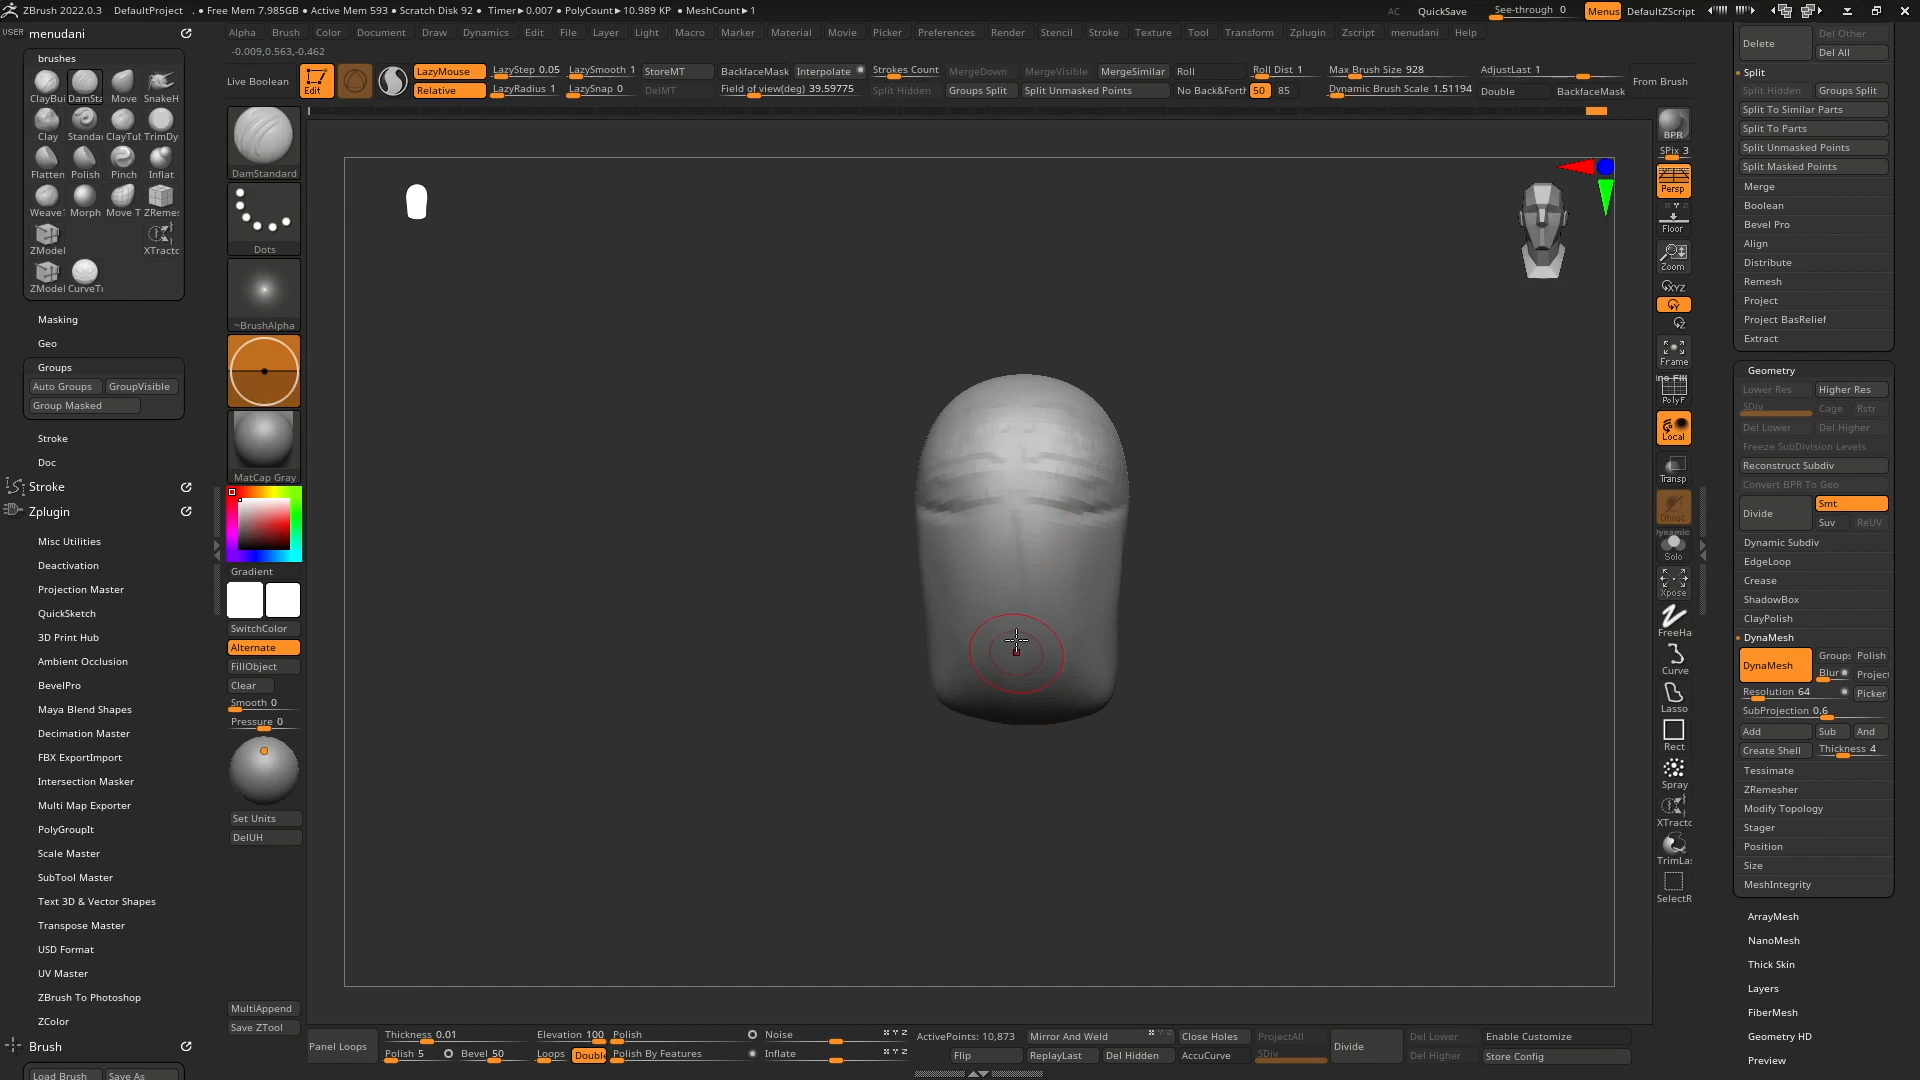 ZBrush 2022.0.3 DefaultProject . ● Free Mem 7.985GB ● Active Mem 593 ● Scratch Disk 92 ● Timer▶0.007 ● PolyCount▶10.989 KP ● MeshCount▶1 AC QuickSave See-through 0 Menus DefaultZScript
USER menudani
Alpha Brush Color Document Draw Dynamics Edit File Layer Light Macro Marker Material Movie Picker Preferences Render Stencil Stroke Texture Tool Transform Zplugin Zscript menudani Help
-0.009,0.563,-0.462
Live Boolean
Edit
LazyMouse LazyStep 0.05 LazySmooth 1 StoreMT BackfaceMask Interpolate Strokes Count MergeDown MergeVisible MergeSimilar Roll Roll Dist 1 Max Brush Size 928 AdjustLast 1
Relative LazyRadius 1 LazySnap 0 DelMT Field of view(deg) 39.59775 Split Hidden Groups Split Split Unmasked Points No Back&Forth 50 85 Dynamic Brush Scale 1.51194 Double BackfaceMask
From Brush
brushes
ClayBui DamSta Move SnakeH
Clay Standar ClayTub TrimDy
Flatten Polish Pinch Inflat
Weave1 Morph Move T ZReme
ZModel XTracto
ZModel CurveTu
Masking
Geo
Groups
Auto Groups GroupVisible
Group Masked
Stroke
Doc
Stroke
Zplugin
Misc Utilities
Deactivation
Projection Master
QuickSketch
3D Print Hub
Ambient Occlusion
BevelPro
Maya Blend Shapes
Decimation Master
FBX ExportImport
Intersection Masker
Multi Map Exporter
PolyGroupIt
Scale Master
SubTool Master
Text 3D & Vector Shapes
Transpose Master
USD Format
UV Master
ZBrush To Photoshop
ZColor
Brush
Load Brush Save As
DamStandard
Dots
~BrushAlpha
MatCap Gray
Gradient
SwitchColor
Alternate
FillObject
Clear
Smooth 0
Pressure 0
Set Units
DelUH
MultiAppend
Save ZTool
BPR
SPix 3
Persp
Floor
Zoom
XYZ
Y
Z
Frame
PolyF
Local
Transp
Ghost
Dynamic
Solo
Xpose
FreeHa
Curve
Lasso
Rect
Spray
XTracto
TrimLas
SelectR
Delete Del Other
Del All
Split
Split Hidden Groups Split
Split To Similar Parts
Split To Parts
Split Unmasked Points
Split Masked Points
Merge
Boolean
Bevel Pro
Align
Distribute
Remesh
Project
Project BasRelief
Extract
Geometry
Lower Res Higher Res
SDiv Cage Rstr
Del Lower Del Higher
Freeze SubDivision Levels
Reconstruct Subdiv
Convert BPR To Geo
Divide Smt
Suv ReUV
Dynamic Subdiv
EdgeLoop
Crease
ShadowBox
ClayPolish
DynaMesh
DynaMesh Groups Polish
Blur Project
Resolution 64 Picker
SubProjection 0.6
Add Sub And
Create Shell Thickness 4
Tessimate
ZRemesher
Modify Topology
Stager
Position
Size
MeshIntegrity
ArrayMesh
NanoMesh
Thick Skin
Layers
FiberMesh
Geometry HD
Preview
Panel Loops Thickness 0.01 Elevation 100 Polish Noise X Y Z ActivePoints: 10,873 Mirror And Weld Close Holes ProjectAll Divide Del Lower Enable Customize
Polish 5 Bevel 50 Loops Double Polish By Features Inflate X Y Z Flip ReplayLast Del Hidden AccuCurve SDiv Del Higher Store Config